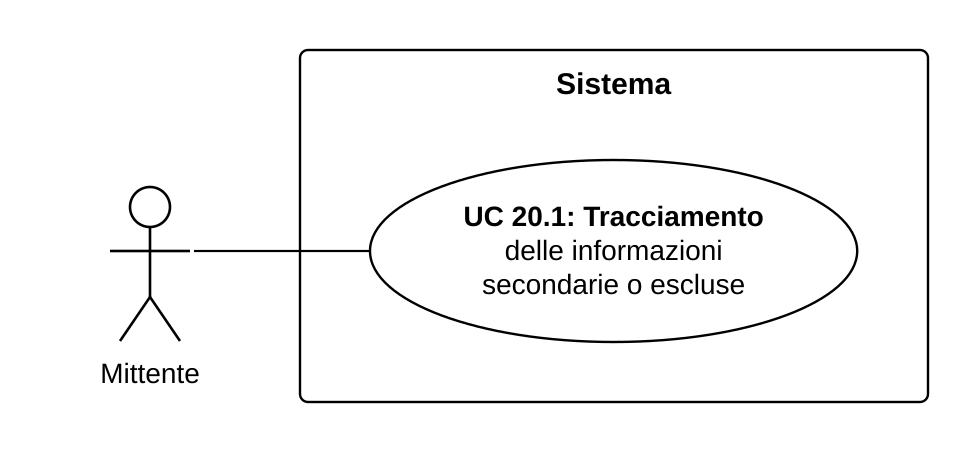 Sistema
UC 20.1: Tracciamento
delle informazioni
secondarie o escluse
Mittente